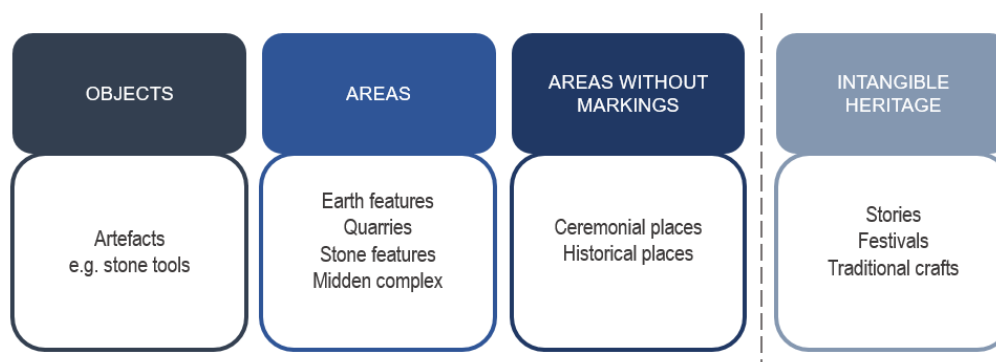 OBJECTS
Artefacts
e.g. stone tools
AREAS
Earth features
Quarries
Stone features
Midden complex
AREAS WITHOUT
MARKINGS
Ceremonial places
Historical places
INTANGIBLE
HERITAGE
Stories
Festivals
Traditional crafts